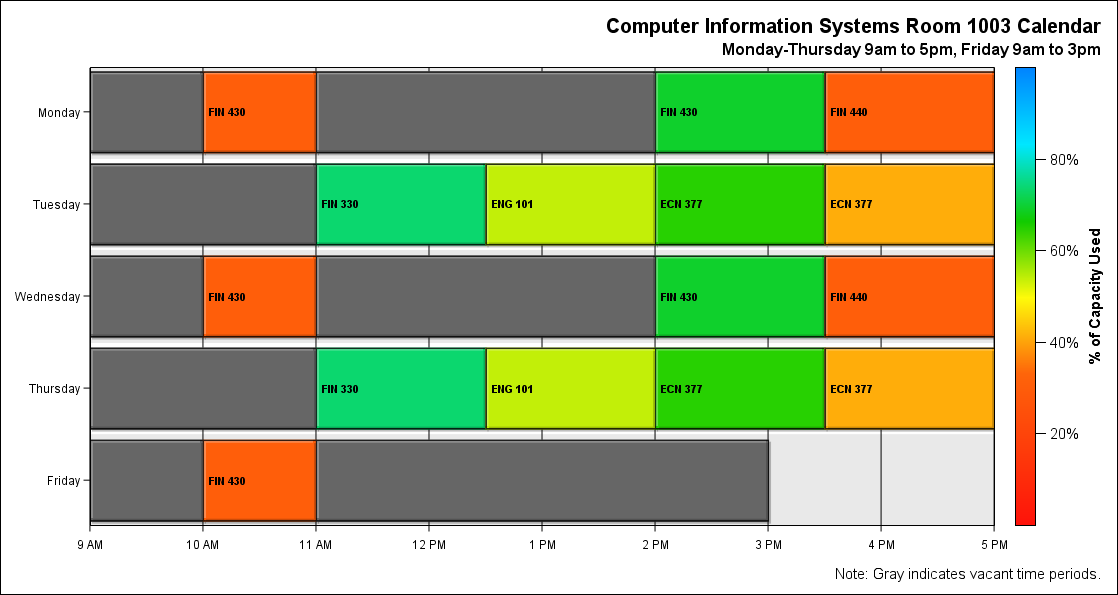 Computer Information Systems Room 1003 Calendar
Monday-Thursday 9am to 5pm, Friday 9am to 3pm
Monday
FIN 430
FIN 430
FIN 440
Tuesday
FIN 330
ENG 101
ECN 377
ECN 377
Wednesday
FIN 430
FIN 430
FIN 440
Thursday
FIN 330
ENG 101
ECN 377
ECN 377
Friday
FIN 430
9 AM
10 AM
11 AM
12 PM
1 PM
2 PM
3 PM
4 PM
5 PM
80%
60%
40%
20%
% of Capacity Used
Note: Gray indicates vacant time periods.